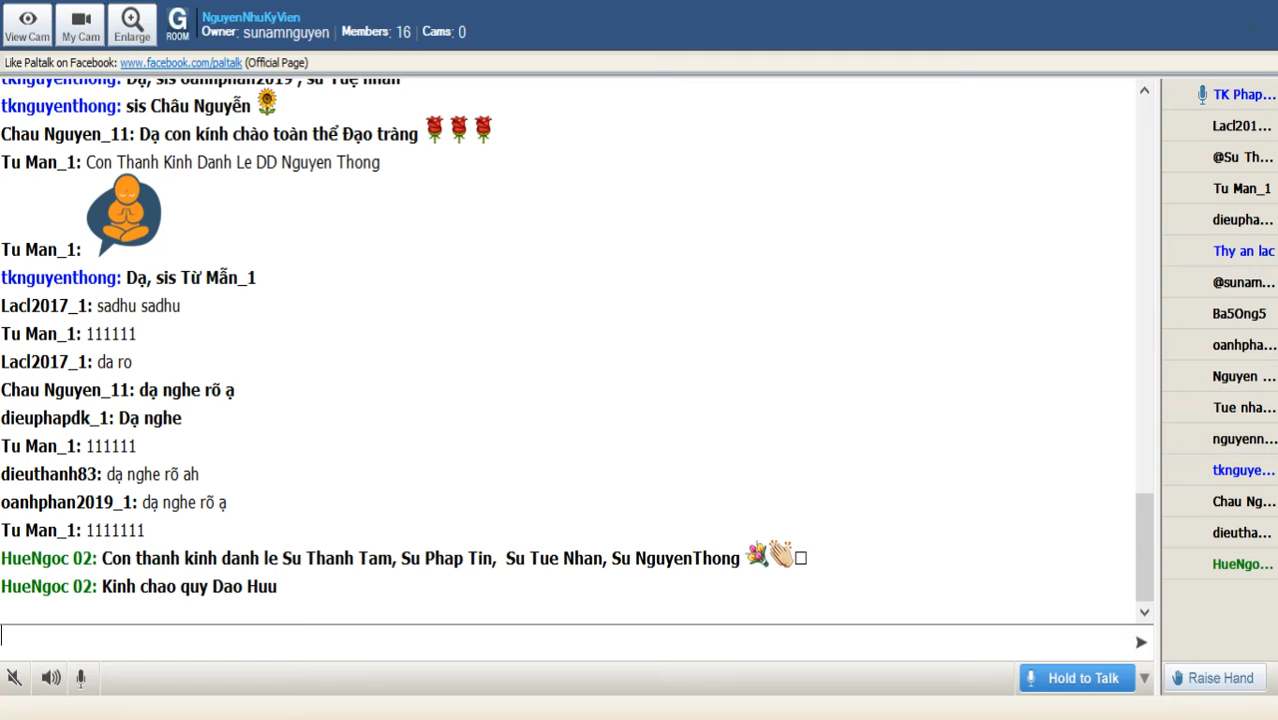 View Cam
My Cam
Enlarge
G
ROOM
NguyenNhuKyVien
Owner: sunamnguyen | Members: 16 | Cams: 0
Like Paltalk on Facebook: www.facebook.com/paltalk (Official Page)
tknguyenthong: Dạ, sis oanhphan2019 , sư Tuệ nhân
tknguyenthong: sis Châu Nguyễn
Chau Nguyen_11: Dạ con kính chào toàn thể Đạo tràng
Tu Man_1: Con Thanh Kinh Danh Le DD Nguyen Thong
Tu Man_1:
tknguyenthong: Dạ, sis Từ Mẫn_1
Lacl2017_1: sadhu sadhu
Tu Man_1: 111111
Lacl2017_1: da ro
Chau Nguyen_11: dạ nghe rõ ạ
dieuphapdk_1: Dạ nghe
Tu Man_1: 111111
dieuthanh83: dạ nghe rõ ah
oanhphan2019_1: dạ nghe rõ ạ
Tu Man_1: 1111111
HueNgoc 02: Con thanh kinh danh le Su Thanh Tam, Su Phap Tin, Su Tue Nhan, Su NguyenThong
HueNgoc 02: Kinh chao quy Dao Huu
TK Phap...
Lacl201...
@Su Th...
Tu Man_1
dieupha...
Thy an lac
@sunam...
Ba5Ong5
oanhpha...
Nguyen ...
Tue nha...
nguyenn...
tknguye...
Chau Ng...
dieutha...
HueNgo...
Hold to Talk
Raise Hand